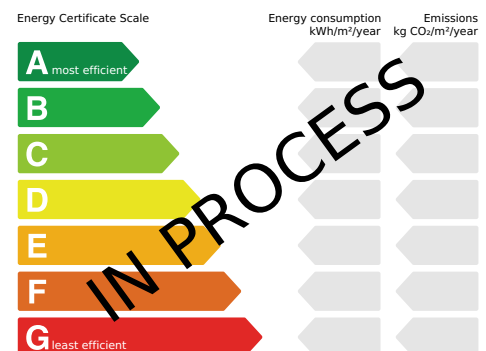 Energy Certificate Scale
Energy consumption
kWh/m²/year
Emissions
kg CO₂/m²/year
A most efficient
B
C
D
E
F
G least efficient
IN PROCESS